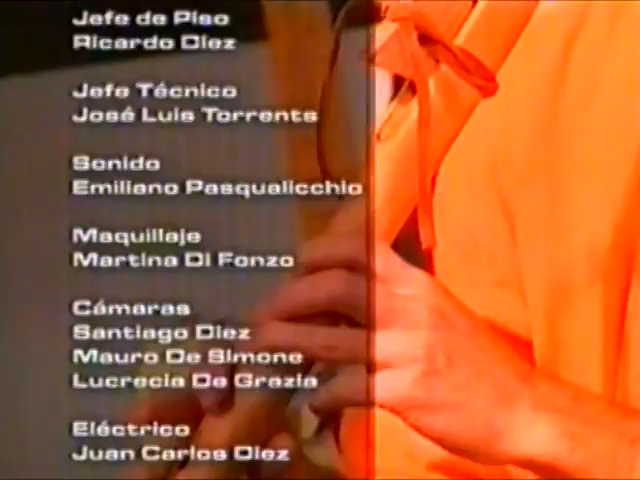 Jefe de Piso
Ricardo Diez
Jefe Técnico
José Luis Torrents
Sonido
Emiliano Pasqualicchio
Maquillaje
Martina Di Fonzo
Cámaras
Santiago Diez
Mauro De Simone
Lucrecia De Grazia
Eléctrico
Juan Carlos Diez